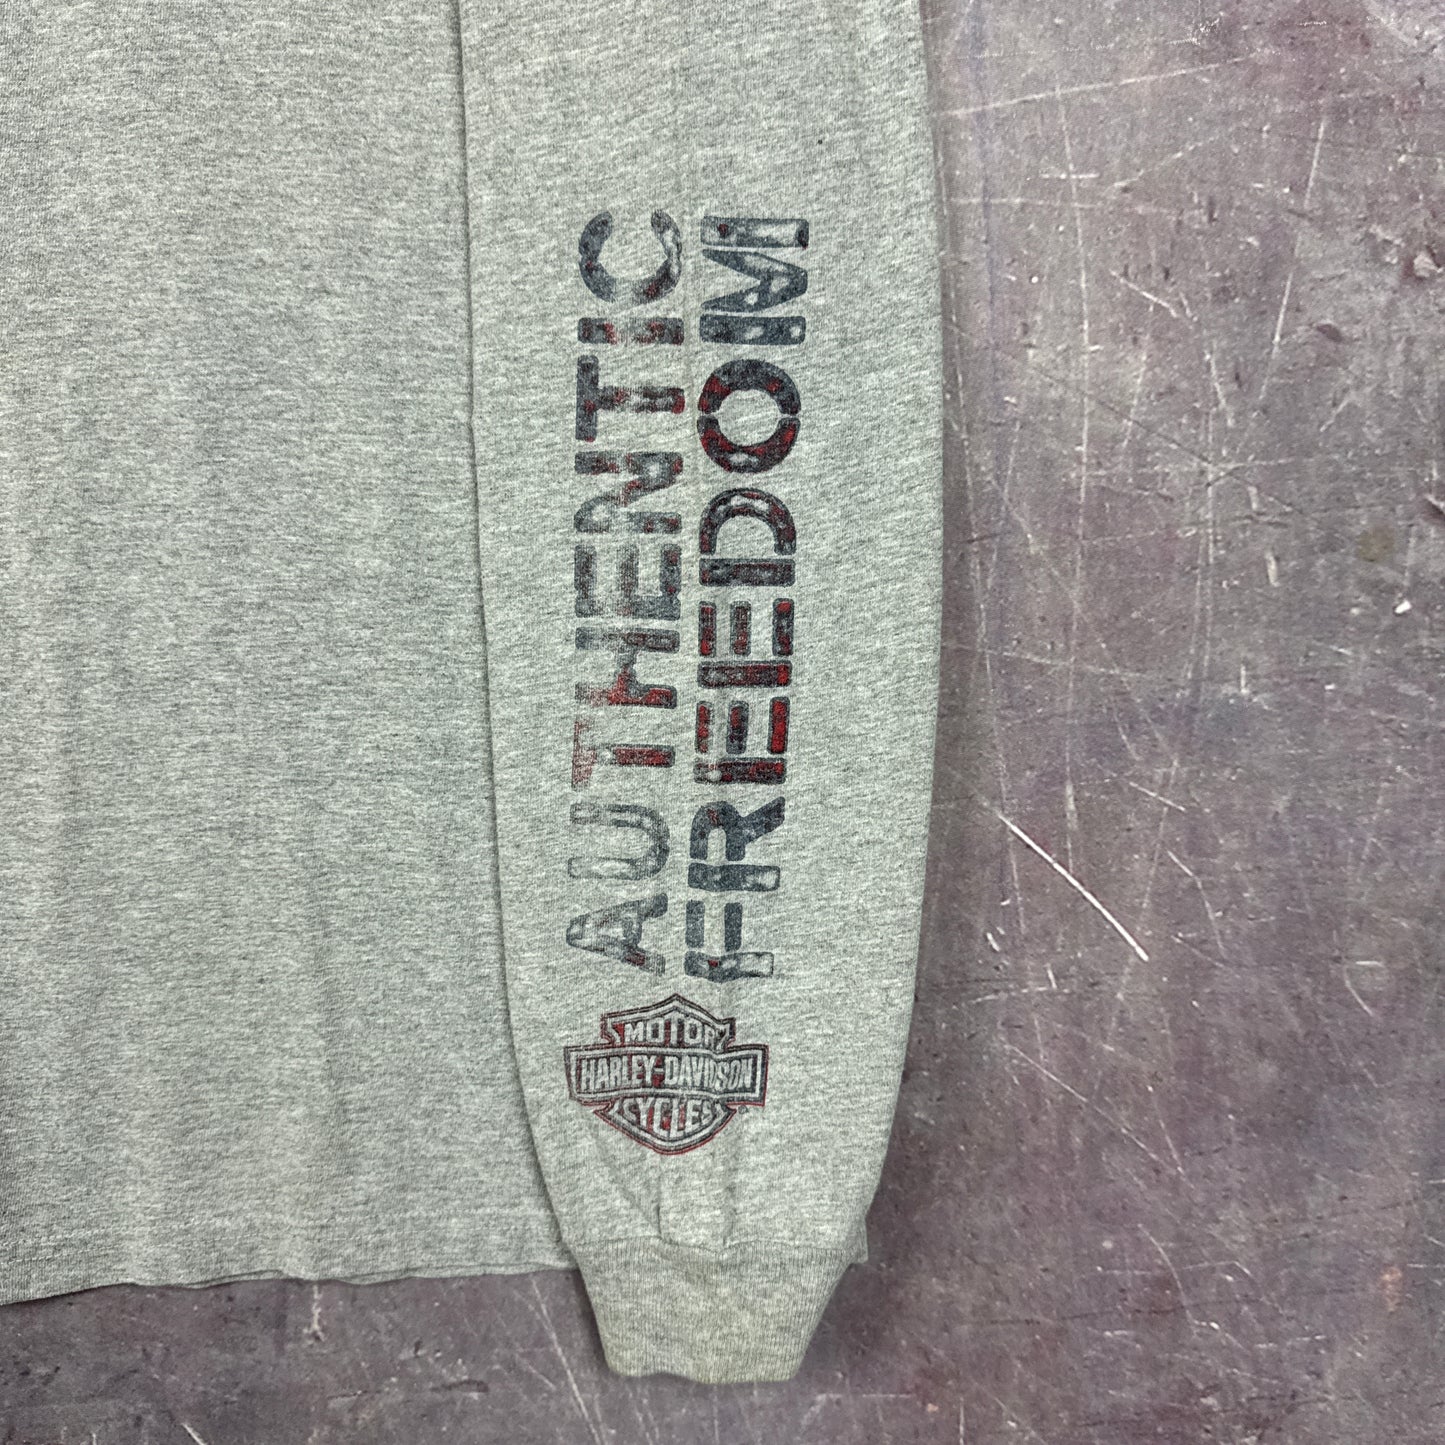 AUTHENTIC
FREEDOM
MOTOR
HARLEY-DAVIDSON
CYCLES
®